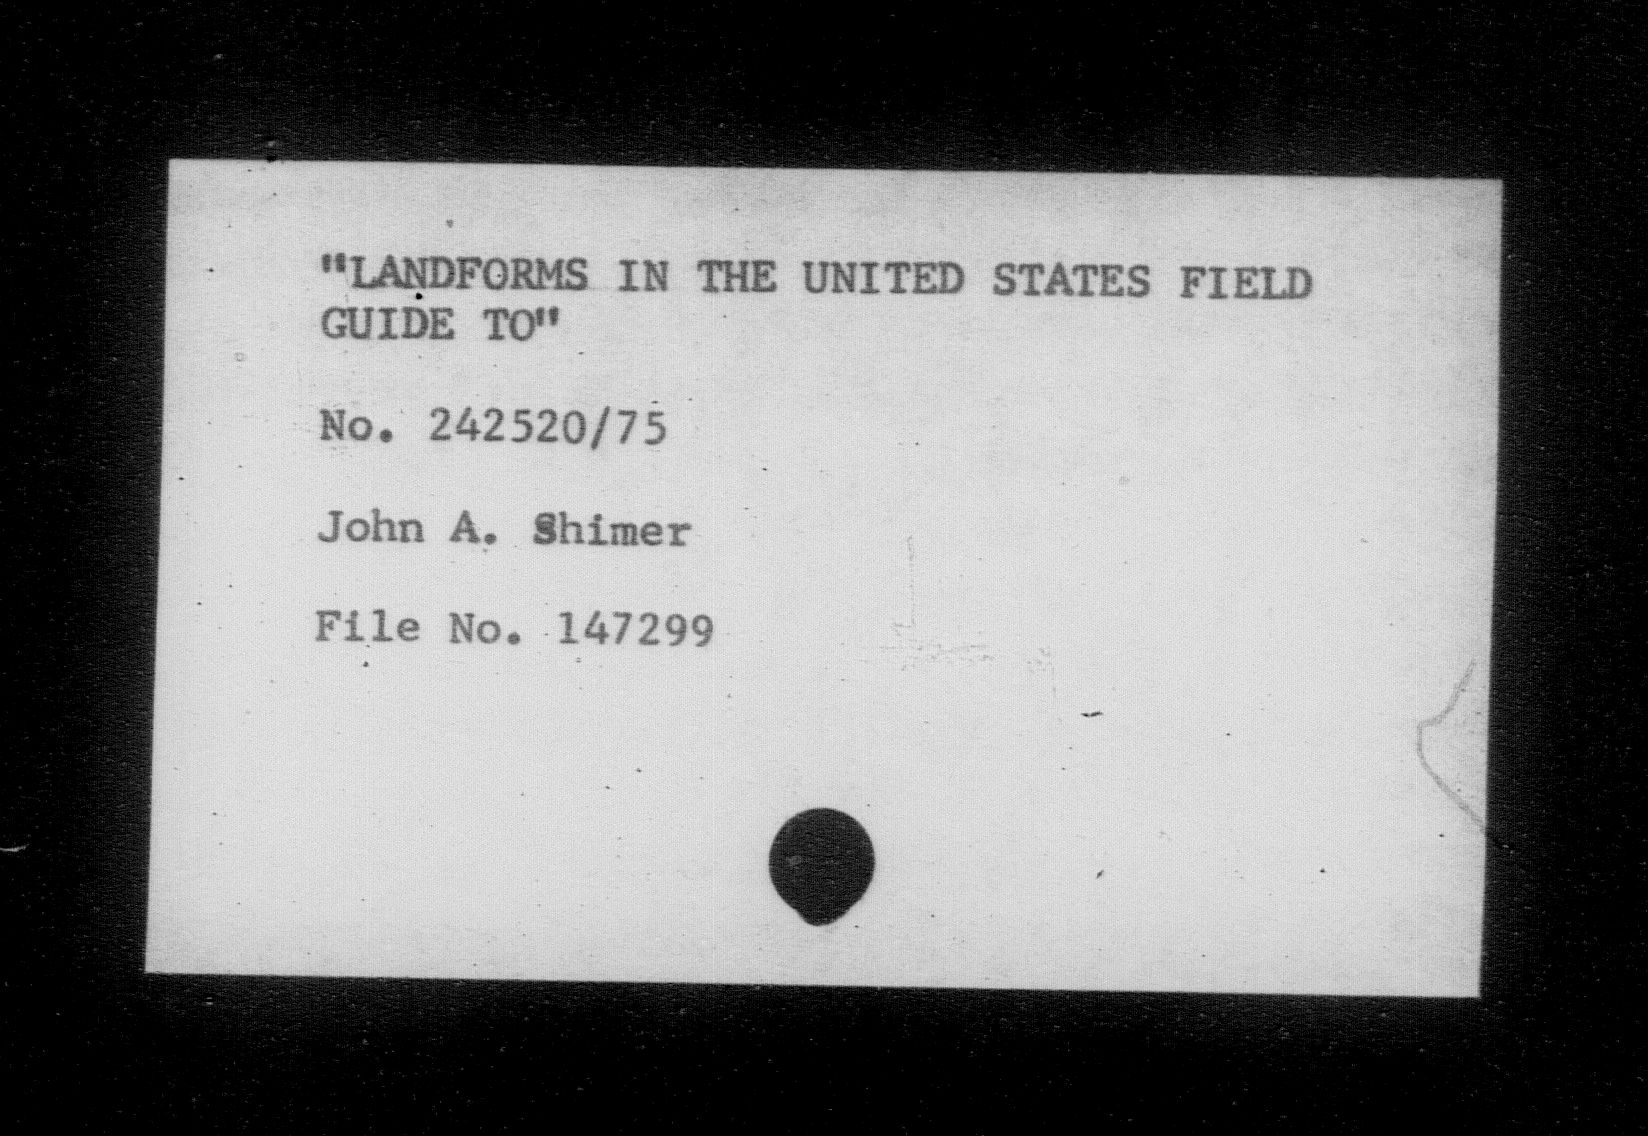 "LANDFORMS IN THE UNITED STATES FIELD
GUIDE TO"
No. 242520/75
John A. Shimer
File No. 147299